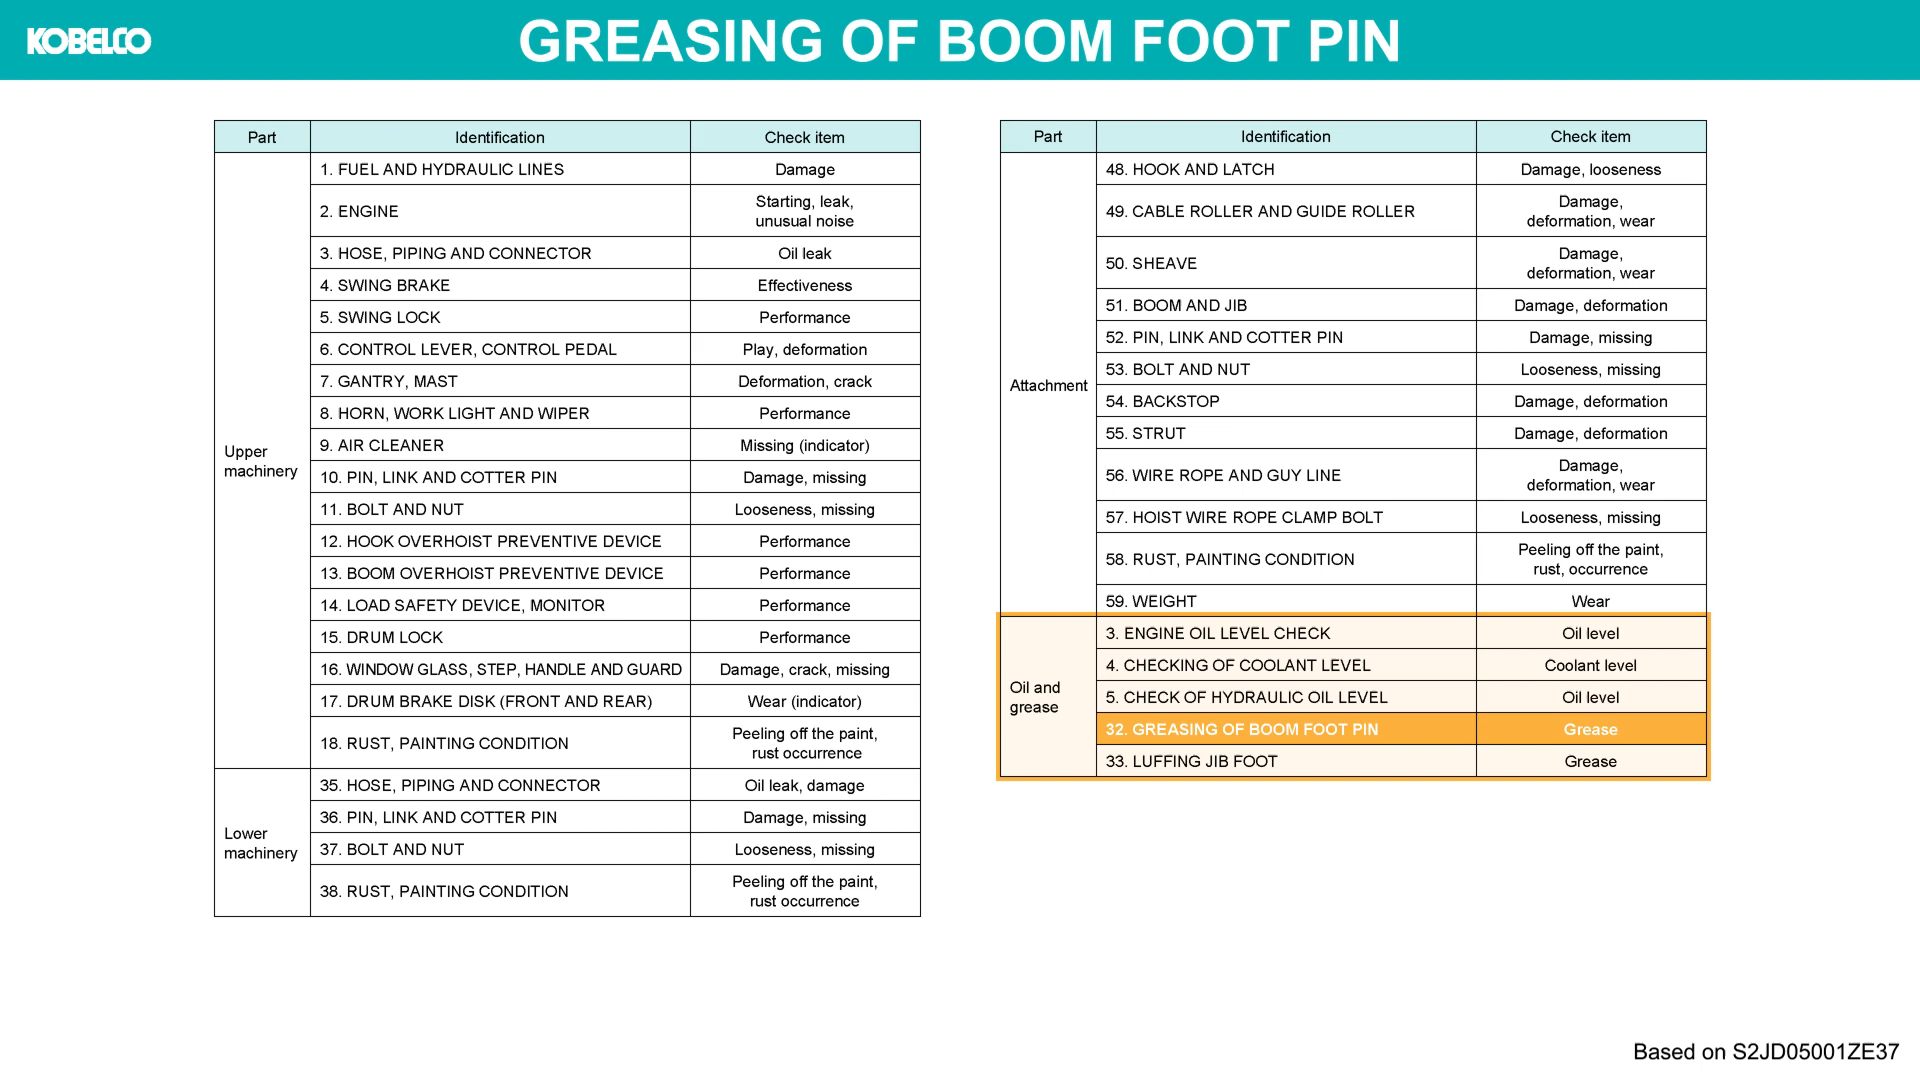 KOBELCO
GREASING OF BOOM FOOT PIN
Part Identification Check item
Upper
machinery
1. FUEL AND HYDRAULIC LINES Damage
2. ENGINE Starting, leak,
unusual noise
3. HOSE, PIPING AND CONNECTOR Oil leak
4. SWING BRAKE Effectiveness
5. SWING LOCK Performance
6. CONTROL LEVER, CONTROL PEDAL Play, deformation
7. GANTRY, MAST Deformation, crack
8. HORN, WORK LIGHT AND WIPER Performance
9. AIR CLEANER Missing (indicator)
10. PIN, LINK AND COTTER PIN Damage, missing
11. BOLT AND NUT Looseness, missing
12. HOOK OVERHOIST PREVENTIVE DEVICE Performance
13. BOOM OVERHOIST PREVENTIVE DEVICE Performance
14. LOAD SAFETY DEVICE, MONITOR Performance
15. DRUM LOCK Performance
16. WINDOW GLASS, STEP, HANDLE AND GUARD Damage, crack, missing
17. DRUM BRAKE DISK (FRONT AND REAR) Wear (indicator)
18. RUST, PAINTING CONDITION Peeling off the paint,
rust occurrence
Lower
machinery
35. HOSE, PIPING AND CONNECTOR Oil leak, damage
36. PIN, LINK AND COTTER PIN Damage, missing
37. BOLT AND NUT Looseness, missing
38. RUST, PAINTING CONDITION Peeling off the paint,
rust occurrence
Part Identification Check item
Attachment
48. HOOK AND LATCH Damage, looseness
49. CABLE ROLLER AND GUIDE ROLLER Damage,
deformation, wear
50. SHEAVE Damage,
deformation, wear
51. BOOM AND JIB Damage, deformation
52. PIN, LINK AND COTTER PIN Damage, missing
53. BOLT AND NUT Looseness, missing
54. BACKSTOP Damage, deformation
55. STRUT Damage, deformation
56. WIRE ROPE AND GUY LINE Damage,
deformation, wear
57. HOIST WIRE ROPE CLAMP BOLT Looseness, missing
58. RUST, PAINTING CONDITION Peeling off the paint,
rust, occurrence
59. WEIGHT Wear
Oil and
grease
3. ENGINE OIL LEVEL CHECK Oil level
4. CHECKING OF COOLANT LEVEL Coolant level
5. CHECK OF HYDRAULIC OIL LEVEL Oil level
32. GREASING OF BOOM FOOT PIN Grease
33. LUFFING JIB FOOT Grease
Based on S2JD05001ZE37